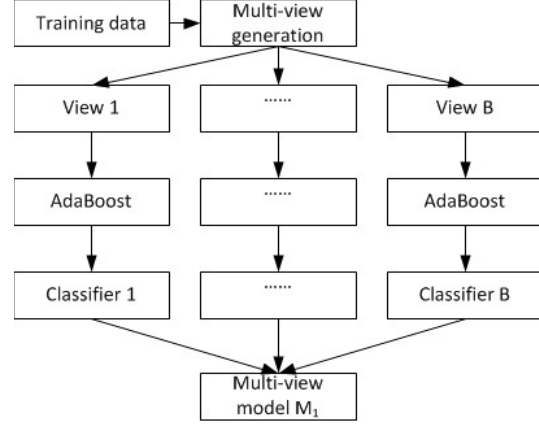 Training data
Multi-view
generation
View 1
……
View B
AdaBoost
……
AdaBoost
Classifier 1
……
Classifier B
Multi-view
model M₁